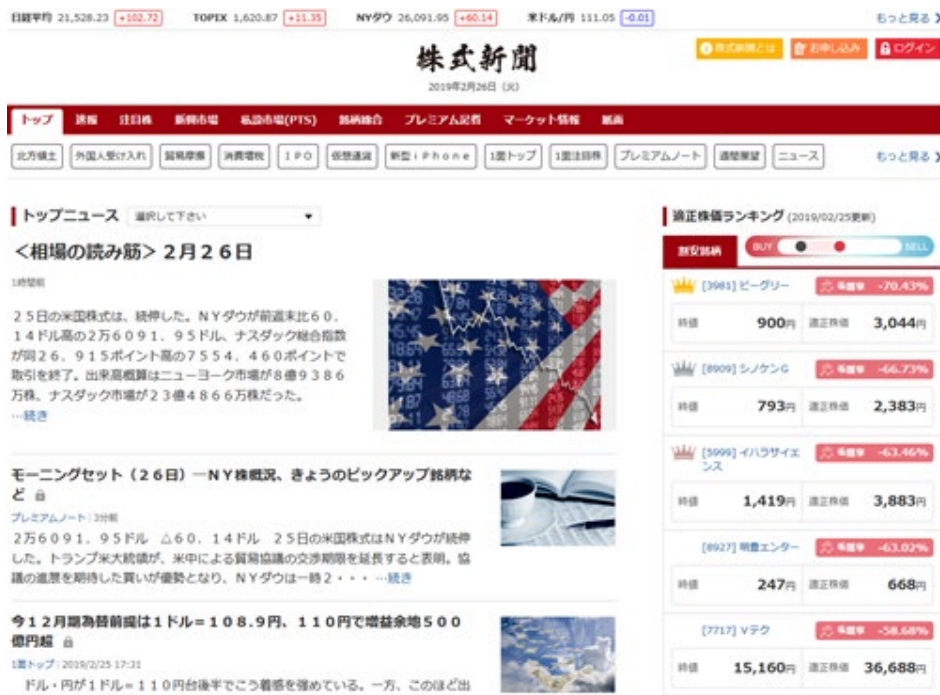 日経平均 21,528.23 +102.72 TOPIX 1,620.87 +11.35 NYダウ 26,091.95 +60.14 米ドル/円 111.05 -0.01 もっと見る
株式新聞
株式新聞とは お申し込み ログイン
2019年2月26日（火）
トップ 速報 注目株 新興市場 私設市場(PTS) 銘柄総合 プレミアム記者 マーケット情報 紙面
北方領土 外国人受け入れ 貿易摩擦 消費増税 ＩＰＯ 仮想通貨 新型ｉＰｈｏｎｅ 1面トップ 1面注目株 プレミアムノート 週間展望 ニュース もっと見る
トップニュース 選択して下さい
＜相場の読み筋＞２月２６日
1時間前
２５日の米国株式は、続伸した。ＮＹダウが前週末比６０．
１４ドル高の２万６０９１．９５ドル、ナスダック総合指数
が同２６．９１５ポイント高の７５５４．４６０ポイントで
取引を終了。出来高概算はニューヨーク市場が８億９３８６
万株、ナスダック市場が２３億４８６６万株だった。
…続き
モーニングセット（２６日）―ＮＹ株概況、きょうのピックアップ銘柄な
ど
プレミアムノート | 3分前
２万６０９１．９５ドル △６０．１４ドル ２５日の米国株式はＮＹダウが続伸
した。トランプ米大統領が、米中による貿易協議の交渉期限を延長すると表明。協
議の進展を期待した買いが優勢となり、ＮＹダウは一時２・・・ …続き
今１２月期為替前提は１ドル＝１０８．９円、１１０円で増益余地５００
億円超
1面トップ | 2019/2/25 17:31
ドル・円が１ドル＝１１０円台後半でこう着感を強めている。一方、このほど出
適正株価ランキング (2019/02/25更新)
割安銘柄 BUY SELL
[3981] ビーグリー 乖離率 -70.43%
時価 900円 適正株価 3,044円
[8909] シノケンG 乖離率 -66.73%
時価 793円 適正株価 2,383円
[5999] イハラサイエ 乖離率 -63.46%
ンス
時価 1,419円 適正株価 3,883円
[8927] 明豊エンター 乖離率 -63.02%
時価 247円 適正株価 668円
[7717] Vテク 乖離率 -58.68%
時価 15,160円 適正株価 36,688円